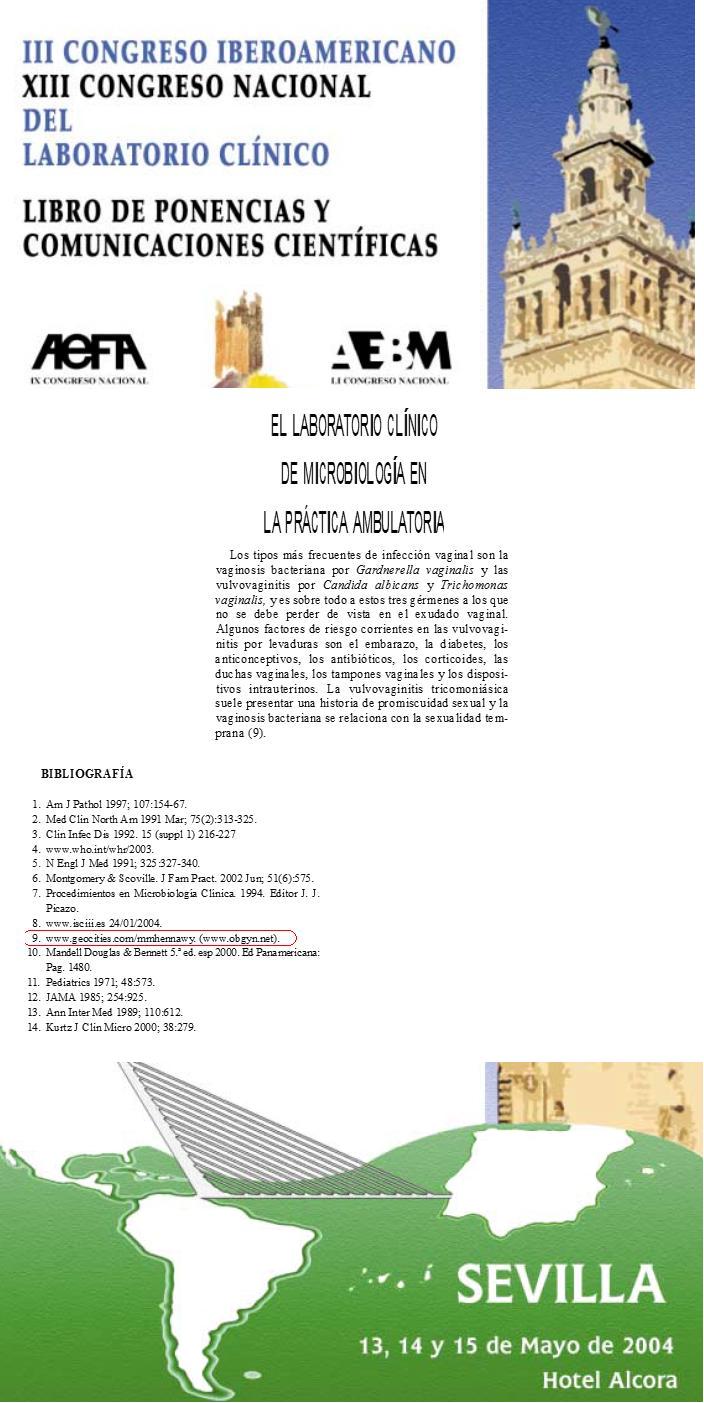 III CONGRESO IBEROAMERICANO
XIII CONGRESO NACIONAL
DEL
LABORATORIO CLÍNICO
LIBRO DE PONENCIAS Y
COMUNICACIONES CIENTÍFICAS
AEFA
IX CONGRESO NACIONAL
AEBM
LI CONGRESO NACIONAL
EL LABORATORIO CLÍNICO
DE MICROBIOLOGÍA EN
LA PRÁCTICA AMBULATORIA
Los tipos más frecuentes de infección vaginal son la
vaginosis bacteriana por Gardnerella vaginalis y las
vulvovaginitis por Candida albicans y Trichomonas
vaginalis, y es sobre todo a estos tres gérmenes a los que
no se debe perder de vista en el exudado vaginal.
Algunos factores de riesgo corrientes en las vulvovagi-
nitis por levaduras son el embarazo, la diabetes, los
anticonceptivos, los antibióticos, los corticoides, las
duchas vaginales, los tampones vaginales y los disposi-
tivos intrauterinos. La vulvovaginitis tricomoniásica
suele presentar una historia de promiscuidad sexual y la
vaginosis bacteriana se relaciona con la sexualidad tem-
prana (9).
BIBLIOGRAFÍA
1. Am J Pathol 1997; 107:154-67.
2. Med Clin North Am 1991 Mar; 75(2):313-325.
3. Clin Infec Dis 1992. 15 (suppl 1) 216-227
4. www.who.int/whr/2003.
5. N Engl J Med 1991; 325:327-340.
6. Montgomery & Scoville. J Fam Pract. 2002 Jun; 51(6):575.
7. Procedimientos en Microbiologia Clinica. 1994. Editor J. J.
Picazo.
8. www.isciii.es 24/01/2004.
9. www.geocities.com/mmhennawy. (www.obgyn.net).
10. Mandell Douglas & Bennett 5.ª ed. esp 2000. Ed Panamericana:
Pag. 1480.
11. Pediatrics 1971; 48:573.
12. JAMA 1985; 254:925.
13. Ann Inter Med 1989; 110:612.
14. Kurtz J Clin Micro 2000; 38:279.
SEVILLA
13, 14 y 15 de Mayo de 2004
Hotel Alcora